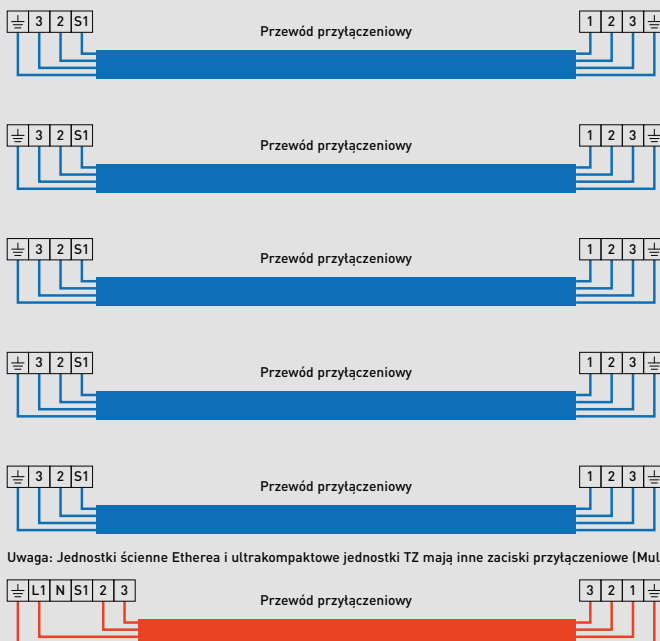 3 2 S1 Przewód przyłączeniowy 1 2 3
3 2 S1 Przewód przyłączeniowy 1 2 3
3 2 S1 Przewód przyłączeniowy 1 2 3
3 2 S1 Przewód przyłączeniowy 1 2 3
3 2 S1 Przewód przyłączeniowy 1 2 3
Uwaga: Jednostki ścienne Etherea i ultrakompaktowe jednostki TZ mają inne zaciski przyłączeniowe (Mul
L1 N S1 2 3 Przewód przyłączeniowy 3 2 1